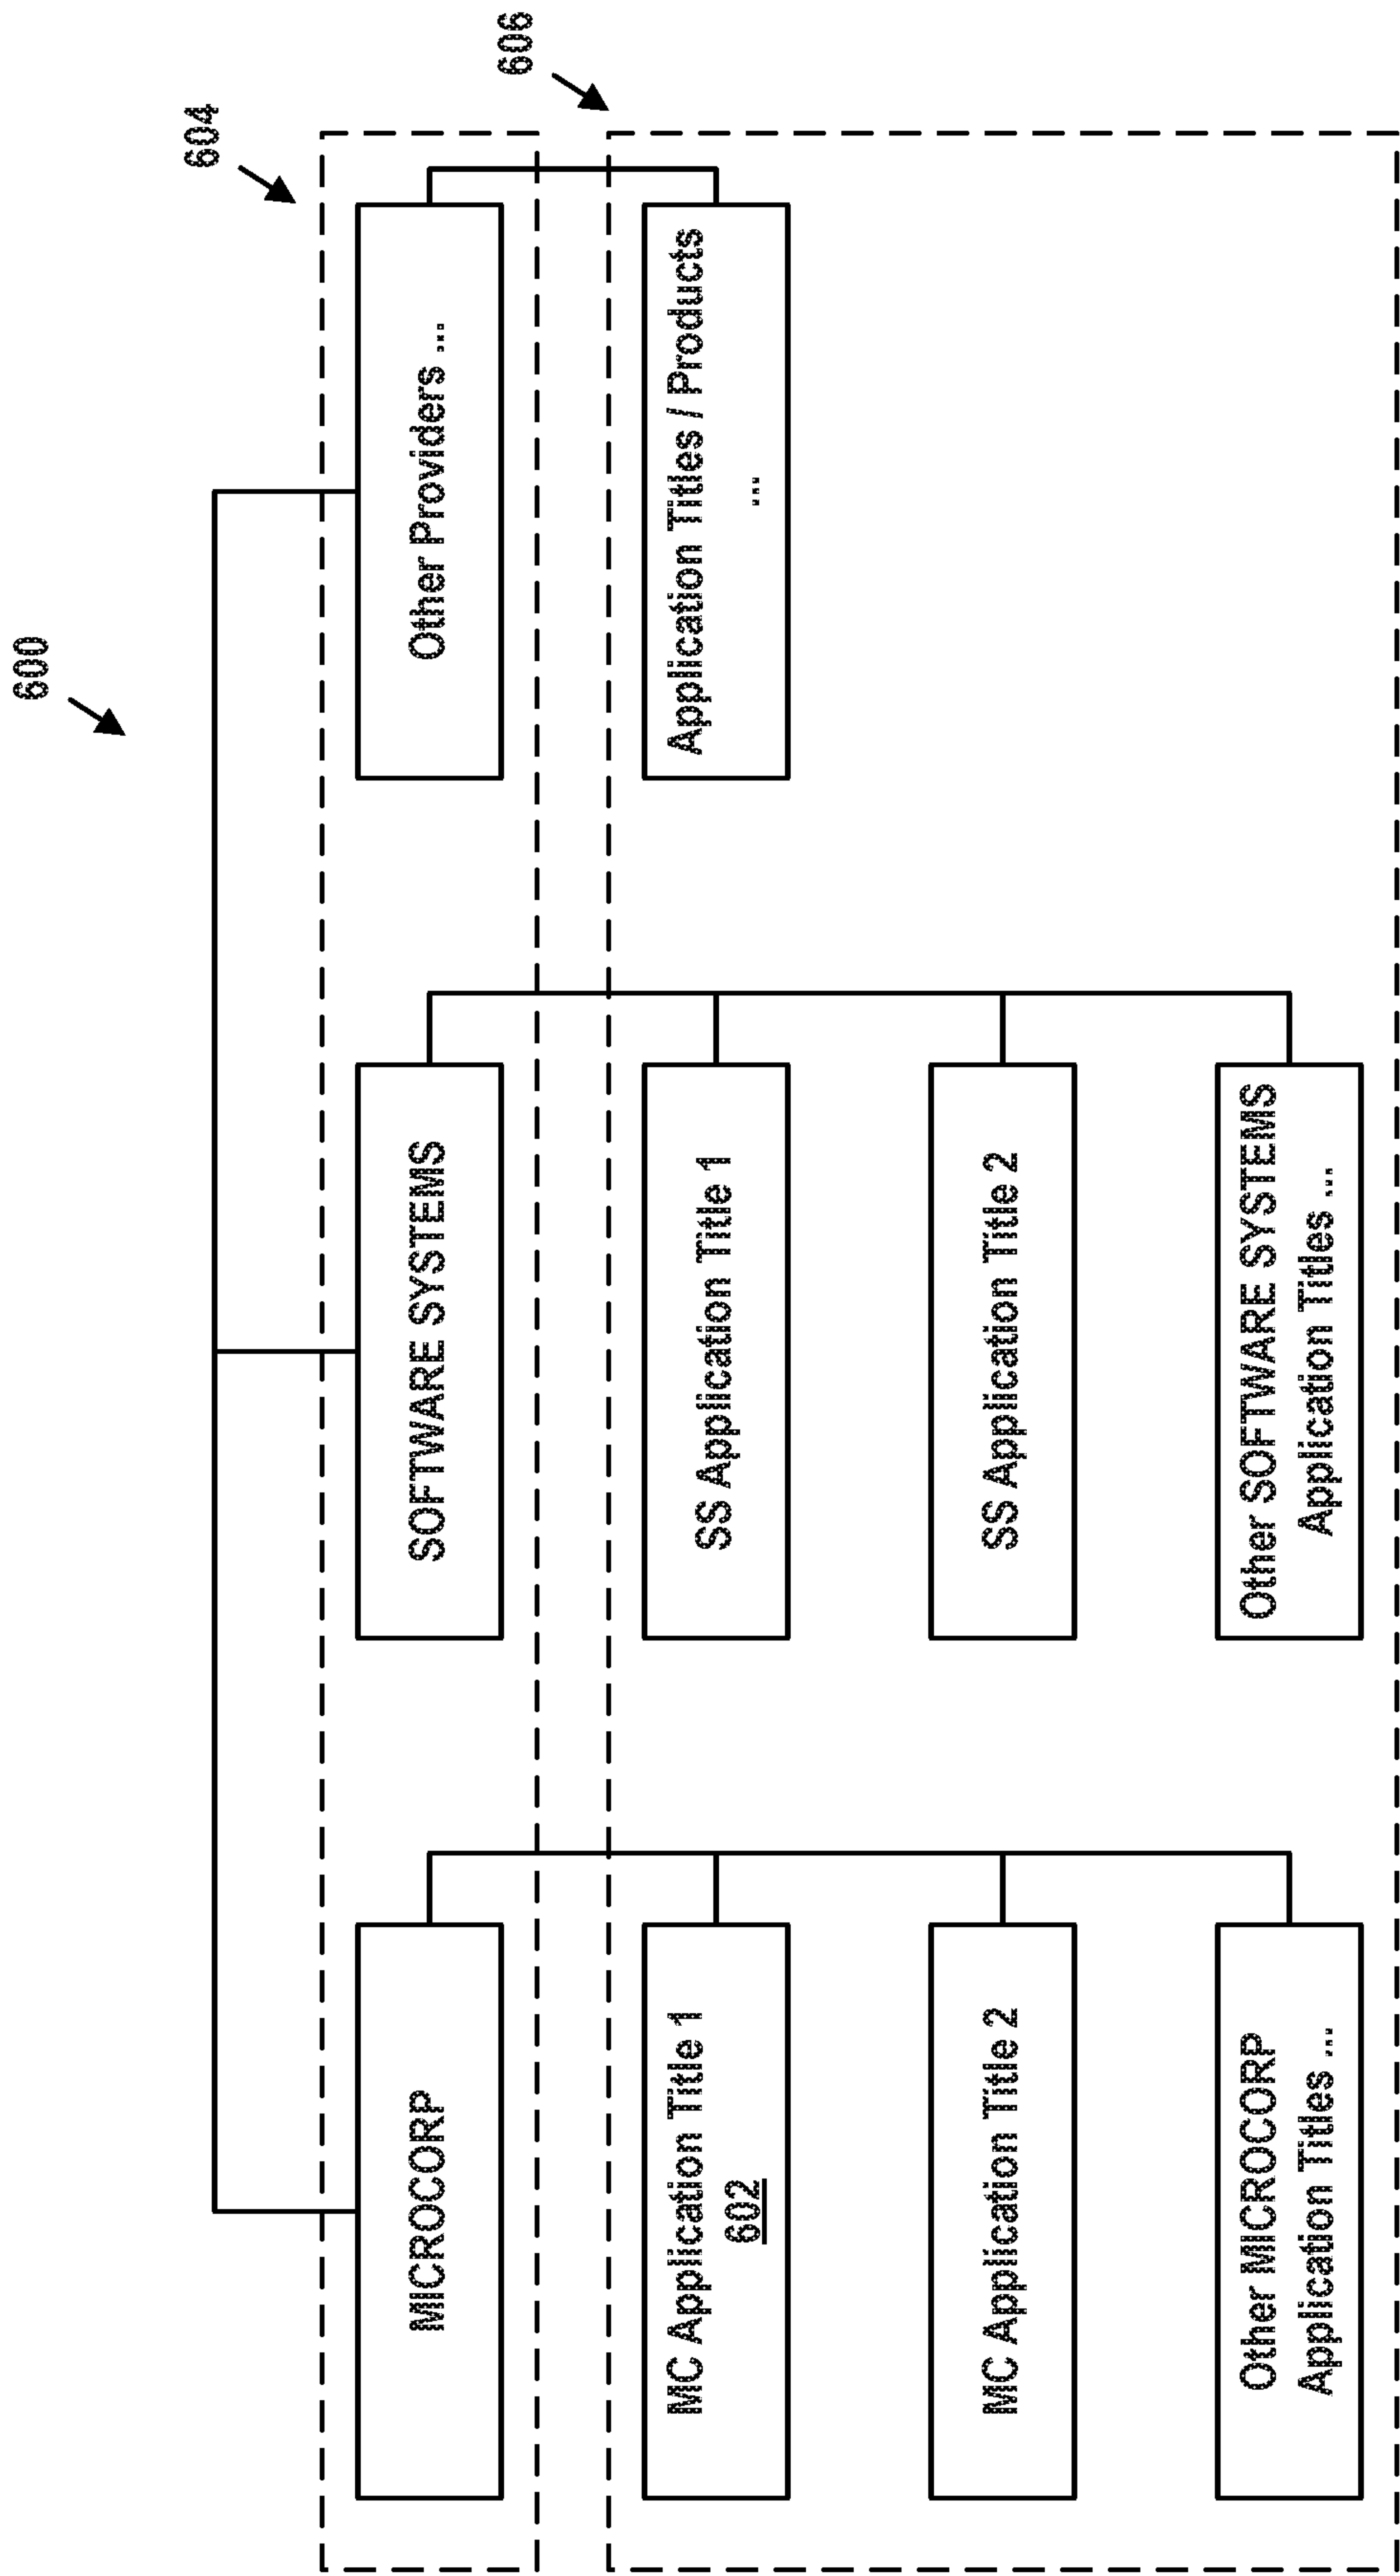 600
604
606
MICROCORP
SOFTWARE SYSTEMS
Other Providers ...
MC Application Title 1
602
SS Application Title 1
Application Titles / Products
...
MC Application Title 2
SS Application Title 2
Other MICROCORP
Application Titles ...
Other SOFTWARE SYSTEMS
Application Titles ...